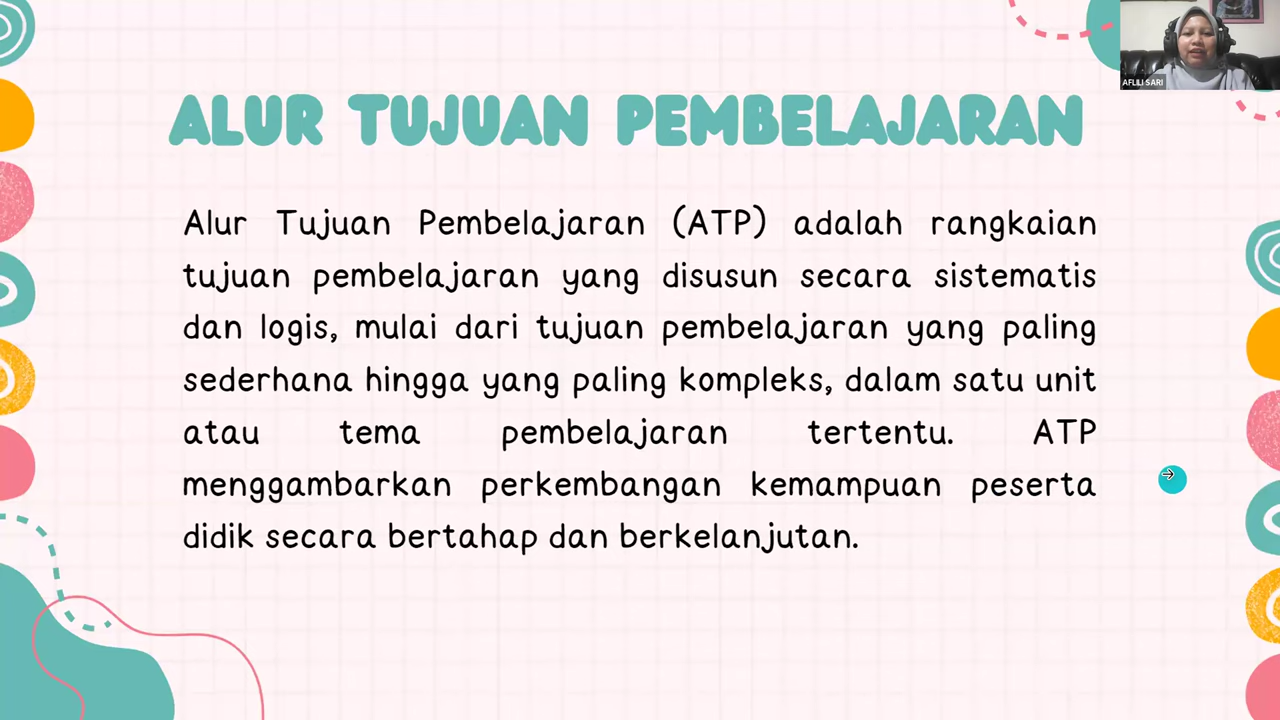 AFLILI SARI
ALUR TUJUAN PEMBELAJARAN
Alur Tujuan Pembelajaran (ATP) adalah rangkaian
tujuan pembelajaran yang disusun secara sistematis
dan logis, mulai dari tujuan pembelajaran yang paling
sederhana hingga yang paling kompleks, dalam satu unit
atau tema pembelajaran tertentu. ATP
menggambarkan perkembangan kemampuan peserta
didik secara bertahap dan berkelanjutan.